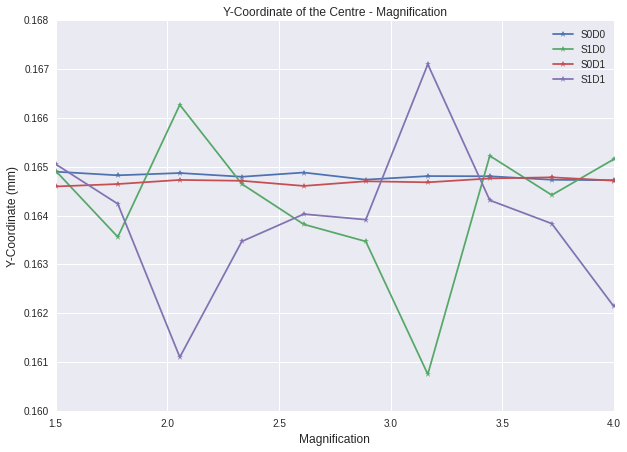 Y-Coordinate of the Centre - Magnification
0.168
0.167
0.166
0.165
0.164
0.163
0.162
0.161
0.160
Y-Coordinate (mm)
S0D0
S1D0
S0D1
S1D1
1.5 2.0 2.5 3.0 3.5 4.0
Magnification